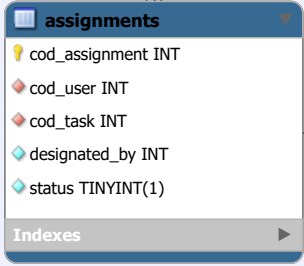 assignments
cod_assignment INT
cod_user INT
cod_task INT
designated_by INT
status TINYINT(1)
Indexes